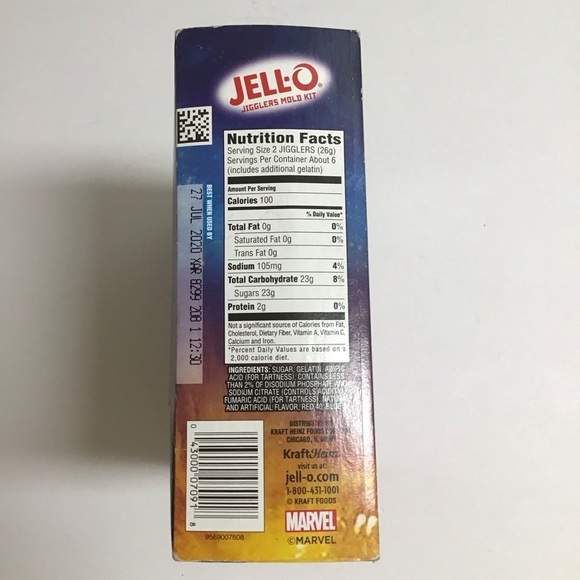 JELL-O®
JIGGLERS MOLD KIT
Nutrition Facts
Serving Size 2 JIGGLERS (26g)
Servings Per Container About 6
(includes additional gelatin)
Amount Per Serving
Calories 100
% Daily Value*
Total Fat 0g 0%
Saturated Fat 0g 0%
Trans Fat 0g
Sodium 105mg 4%
Total Carbohydrate 23g 8%
Sugars 23g
Protein 2g 0%
Not a significant source of Calories from Fat,
Cholesterol, Dietary Fiber, Vitamin A, Vitamin C,
Calcium and Iron.
*Percent Daily Values are based on a
2,000 calorie diet.
INGREDIENTS: SUGAR, GELATIN, ADIPIC
ACID (FOR TARTNESS), CONTAINS LESS
THAN 2% OF DISODIUM PHOSPHATE AND
SODIUM CITRATE (CONTROLS ACIDITY),
FUMARIC ACID (FOR TARTNESS), NATURAL
AND ARTIFICIAL FLAVOR, RED 40, BLUE
KRAFT HEINZ FOODS
CHICAGO, IL
KraftHeinz
visit us at:
jell-o.com
1-800-431-1001
© KRAFT FOODS
MARVEL
©MARVEL
BEST WHEN USED BY
27 JUL 2020 XAR 8299 208 1 12:30
0 43000 07091 8
9569007608